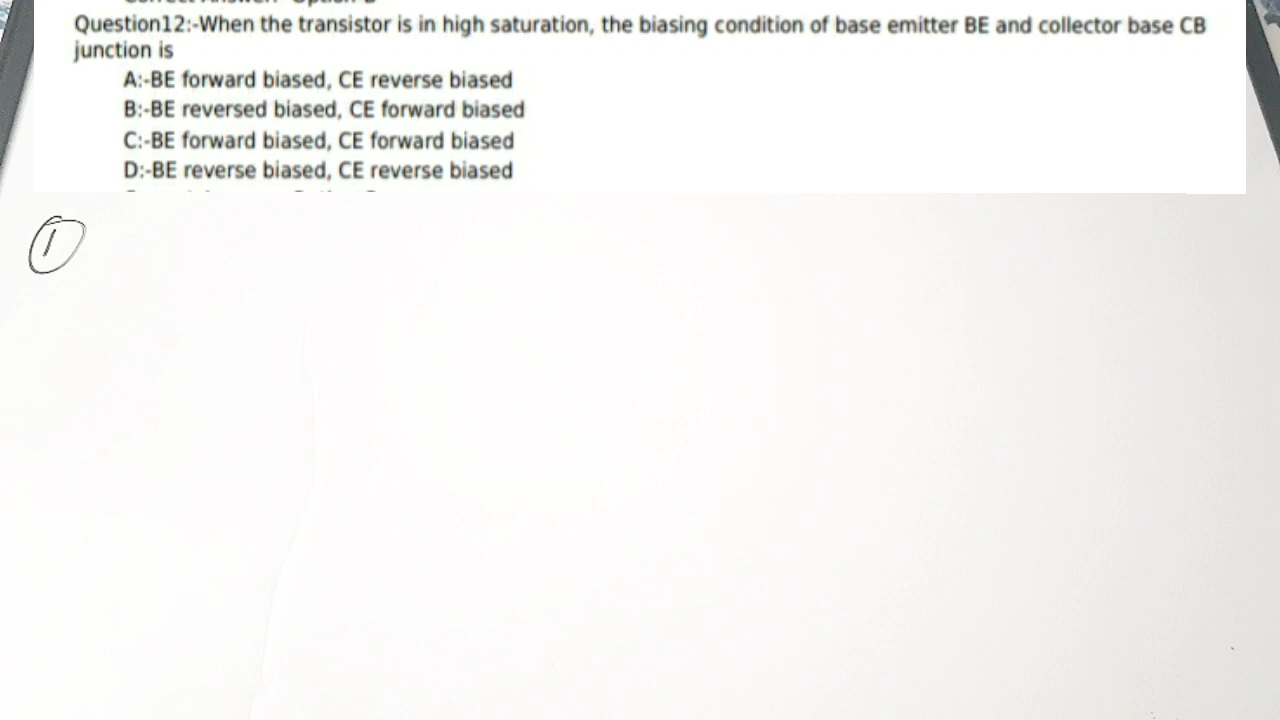 Question12:-When the transistor is in high saturation, the biasing condition of base emitter BE and collector base CB
junction is
A:-BE forward biased, CE reverse biased
B:-BE reversed biased, CE forward biased
C:-BE forward biased, CE forward biased
D:-BE reverse biased, CE reverse biased
1